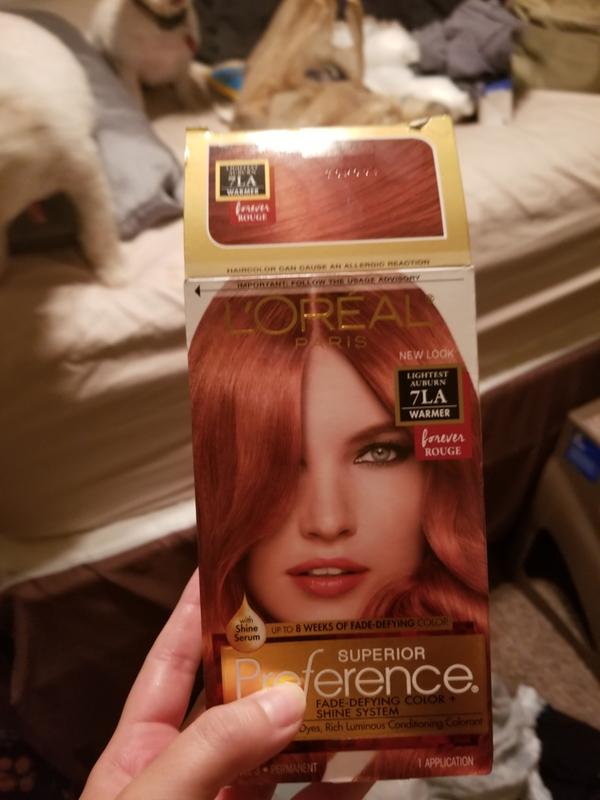 LIGHTEST
AUBURN
7LA
WARMER
forever
ROUGE
HAIRCOLOR CAN CAUSE AN ALLERGIC REACTION
IMPORTANT: FOLLOW THE USAGE ADVISORY
L'ORÉAL®
PARIS
NEW LOOK
LIGHTEST
AUBURN
7LA
WARMER
forever
ROUGE
with
Shine
Serum
UP TO 8 WEEKS OF FADE-DEFYING COLOR
SUPERIOR
Preference®
FADE-DEFYING COLOR +
SHINE SYSTEM
Dyes, Rich Luminous Conditioning Colorant
3 • PERMANENT
1 APPLICATION